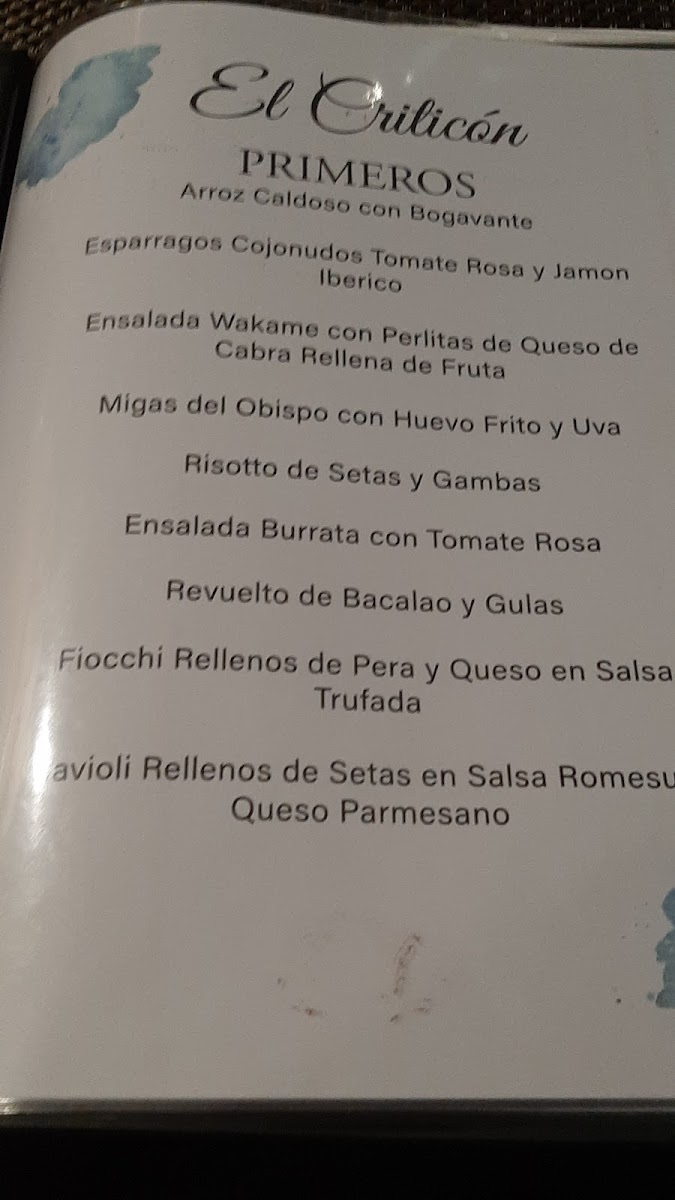 El Criticón
PRIMEROS
Arroz Caldoso con Bogavante
Esparragos Cojonudos Tomate Rosa y Jamon
Iberico
Ensalada Wakame con Perlitas de Queso de
Cabra Rellena de Fruta
Migas del Obispo con Huevo Frito y Uva
Risotto de Setas y Gambas
Ensalada Burrata con Tomate Rosa
Revuelto de Bacalao y Gulas
Fiocchi Rellenos de Pera y Queso en Salsa
Trufada
avioli Rellenos de Setas en Salsa Romesu
Queso Parmesano